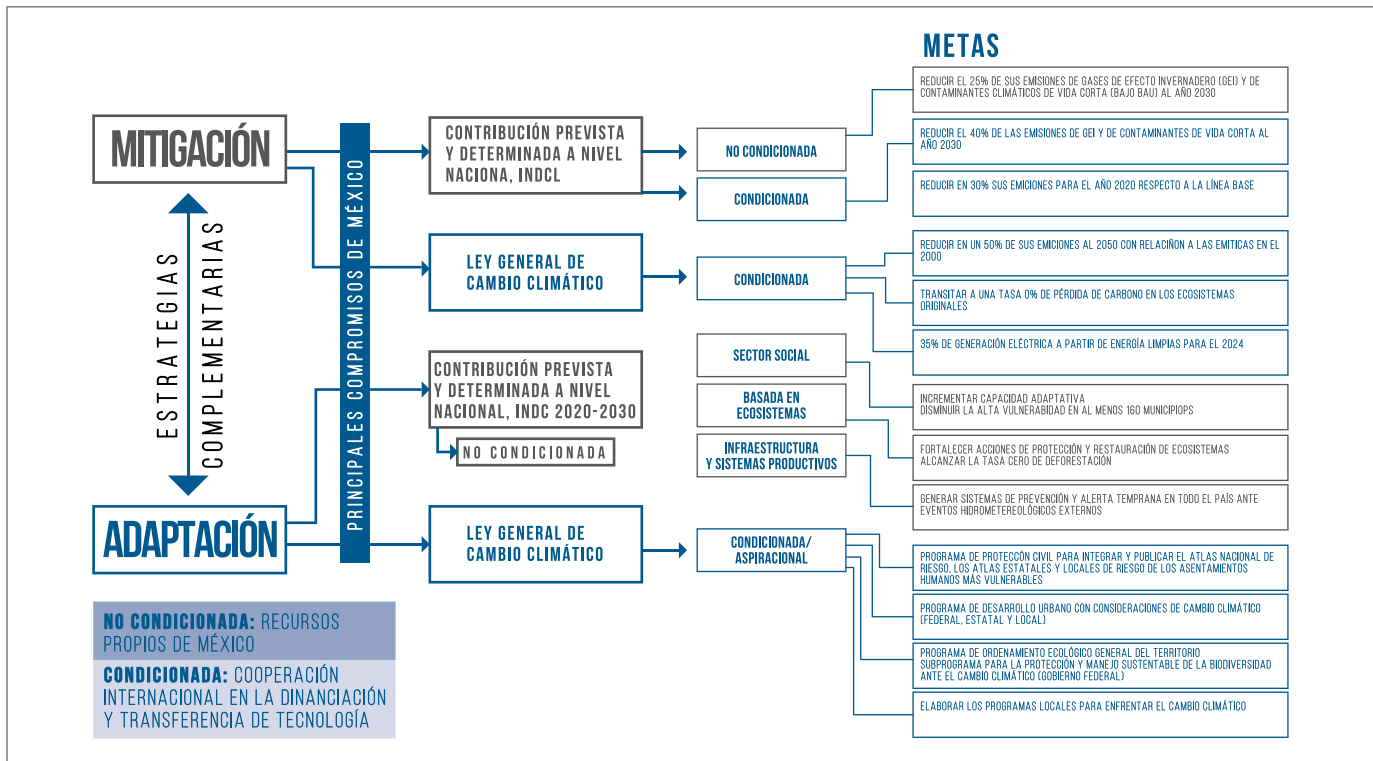 METAS
MITIGACIÓN
ESTRATEGIAS
COMPLEMENTARIAS
ADAPTACIÓN
PRINCIPALES COMPROMISOS DE MÉXICO
CONTRIBUCIÓN PREVISTA
Y DETERMINADA A NIVEL
NACIONA, INDCL
NO CONDICIONADA
CONDICIONADA
REDUCIR EL 25% DE SUS EMISIONES DE GASES DE EFECTO INVERNADERO (GEI) Y DE
CONTAMINANTES CLIMÁTICOS DE VIDA CORTA (BAJO BAU) AL AÑO 2030
REDUCIR EL 40% DE LAS EMISIONES DE GEI Y DE CONTAMINANTES DE VIDA CORTA AL
AÑO 2030
REDUCIR EN 30% SUS EMICIONES PARA EL AÑO 2020 RESPECTO A LA LÍNEA BASE
LEY GENERAL DE
CAMBIO CLIMÁTICO
CONDICIONADA
REDUCIR EN UN 50% DE SUS EMICIONES AL 2050 CON RELACIÑON A LAS EMITICAS EN EL
2000
TRANSITAR A UNA TASA 0% DE PÉRDIDA DE CARBONO EN LOS ECOSISTEMAS
ORIGINALES
35% DE GENERACIÓN ELÉCTRICA A PARTIR DE ENERGÍA LIMPIAS PARA EL 2024
CONTRIBUCIÓN PREVISTA
Y DETERMINADA A NIVEL
NACIONAL, INDC 2020-2030
NO CONDICIONADA
SECTOR SOCIAL
BASADA EN
ECOSISTEMAS
INFRAESTRUCTURA
Y SISTEMAS PRODUCTIVOS
INCREMENTAR CAPACIDAD ADAPTATIVA
DISMINUIR LA ALTA VULNERABIDAD EN AL MENOS 160 MUNICIPIOPS
FORTALECER ACCIONES DE PROTECCIÓN Y RESTAURACIÓN DE ECOSISTEMAS
ALCANZAR LA TASA CERO DE DEFORESTACIÓN
GENERAR SISTEMAS DE PREVENCIÓN Y ALERTA TEMPRANA EN TODO EL PAÍS ANTE
EVENTOS HIDROMETEREOLÓGICOS EXTERNOS
LEY GENERAL DE
CAMBIO CLIMÁTICO
CONDICIONADA/
ASPIRACIONAL
PROGRAMA DE PROTECCÓN CIVIL PARA INTEGRAR Y PUBLICAR EL ATLAS NACIONAL DE
RIESGO, LOS ATLAS ESTATALES Y LOCALES DE RIESGO DE LOS ASENTAMIENTOS
HUMANOS MÁS VULNERABLES
PROGRAMA DE DESARROLLO URBANO CON CONSIDERACIONES DE CAMBIO CLIMÁTICO
(FEDERAL, ESTATAL Y LOCAL)
PROGRAMA DE ORDENAMIENTO ECOLÓGICO GENERAL DEL TERRITORIO
SUBPROGRAMA PARA LA PROTECCIÓN Y MANEJO SUSTENTABLE DE LA BIODIVERSIDAD
ANTE EL CAMBIO CLIMÁTICO (GOBIERNO FEDERAL)
ELABORAR LOS PROGRAMAS LOCALES PARA ENFRENTAR EL CAMBIO CLIMÁTICO
NO CONDICIONADA: RECURSOS
PROPIOS DE MÉXICO
CONDICIONADA: COOPERACIÓN
INTERNACIONAL EN LA DINANCIACIÓN
Y TRANSFERENCIA DE TECNOLOGÍA